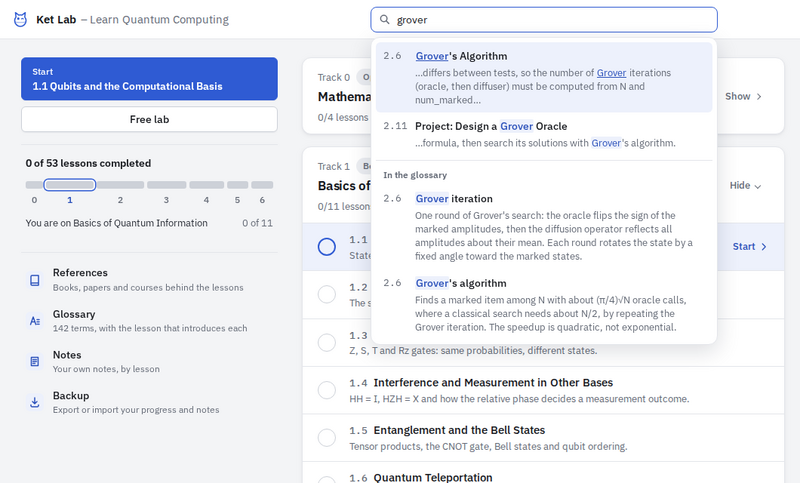 Ket Lab – Learn Quantum Computing
grover
Start
1.1 Qubits and the Computational Basis
Free lab
0 of 53 lessons completed
0 1 2 3 4 5 6
You are on Basics of Quantum Information 0 of 11
References
Books, papers and courses behind the lessons
Glossary
142 terms, with the lesson that introduces each
Notes
Your own notes, by lesson
Backup
Export or import your progress and notes
2.6 Grover's Algorithm
...differs between tests, so the number of Grover iterations
(oracle, then diffuser) must be computed from N and
num_marked...
2.11 Project: Design a Grover Oracle
...formula, then search its solutions with Grover's algorithm.
In the glossary
2.6 Grover iteration
One round of Grover's search: the oracle flips the sign of the
marked amplitudes, then the diffusion operator reflects all
amplitudes about their mean. Each round rotates the state by a
fixed angle toward the marked states.
2.6 Grover's algorithm
Finds a marked item among N with about (π/4)√N oracle calls,
where a classical search needs about N/2, by repeating the
Grover iteration. The speedup is quadratic, not exponential.
Track 0
Mathema
0/4 lessons
Show
Track 1
Basics of
0/11 lesson
Hide
1.1
State
Start
1.2
The s
1.3
Z, S, T and Rz gates: same probabilities, different states.
1.4 Interference and Measurement in Other Bases
HH = I, HZH = X and how the relative phase decides a measurement outcome.
1.5 Entanglement and the Bell States
Tensor products, the CNOT gate, Bell states and qubit ordering.
1.6 Quantum Teleportation